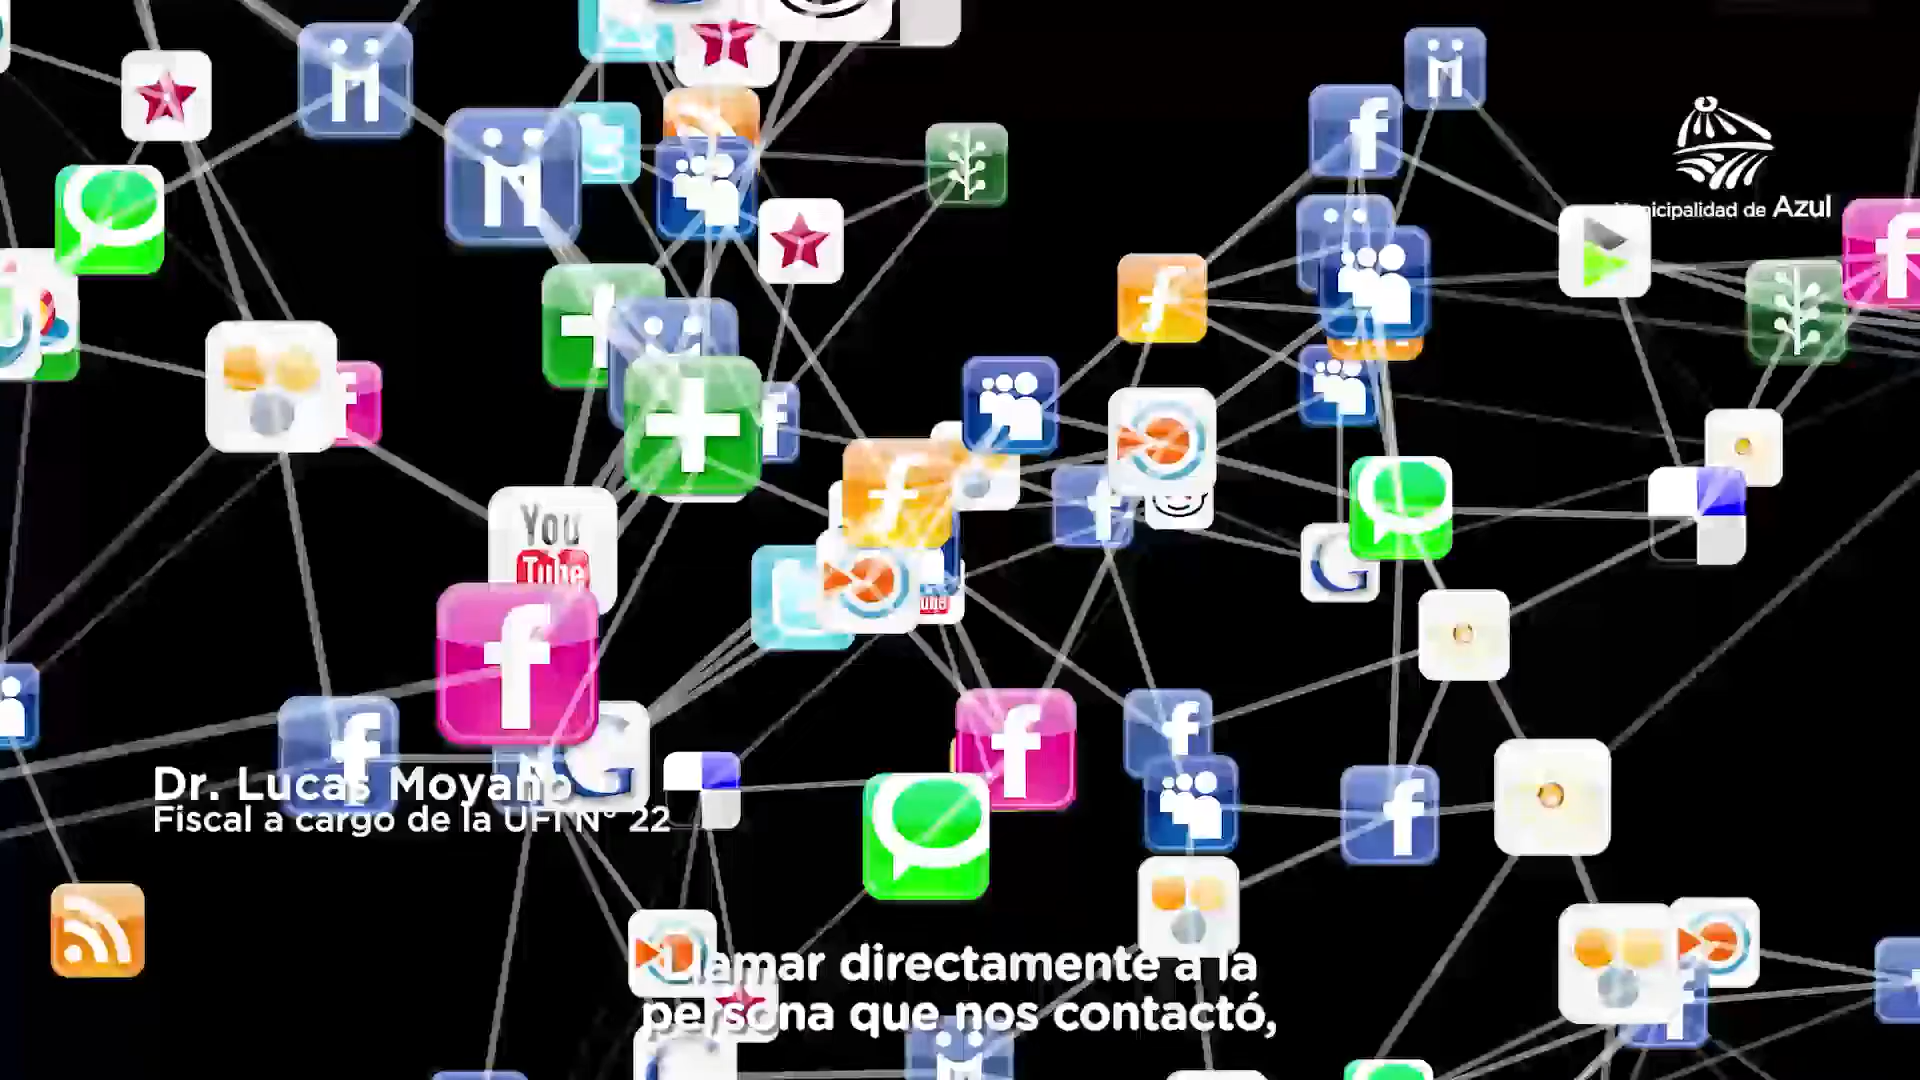 Municipalidad de Azul
You
Tube
Dr. Lucas Moyano
Fiscal a cargo de la UFI N° 22
Llamar directamente a la
persona que nos contactó,